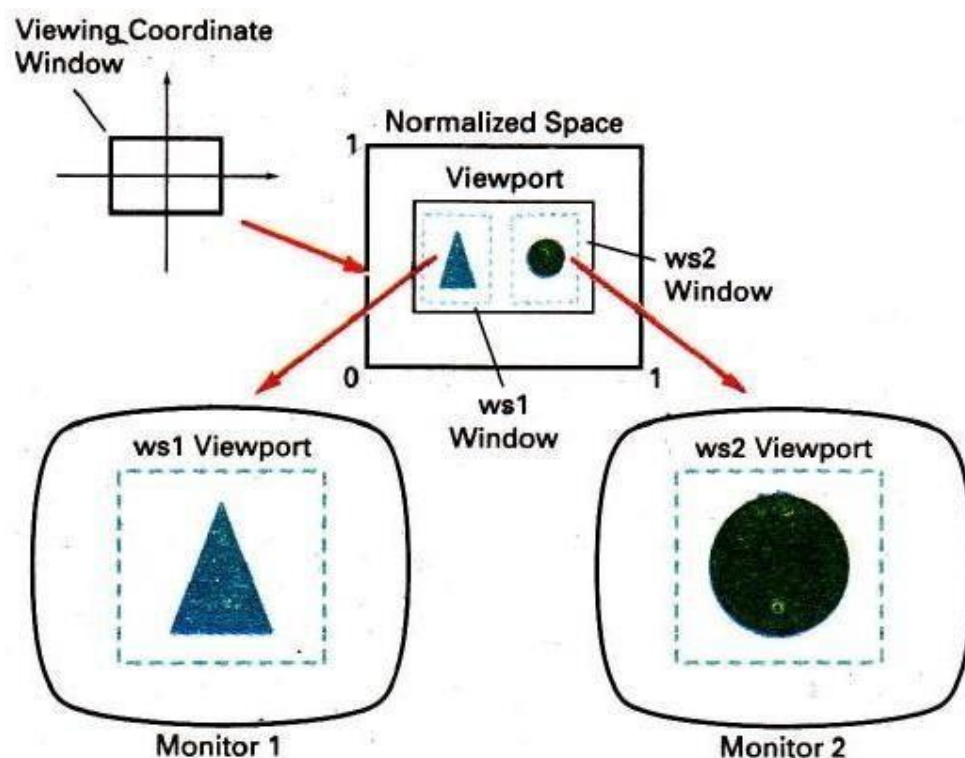 Viewing Coordinate
Window
Normalized Space
1
Viewport
ws2
Window
0
1
ws1
Window
ws1 Viewport
ws2 Viewport
Monitor 1
Monitor 2